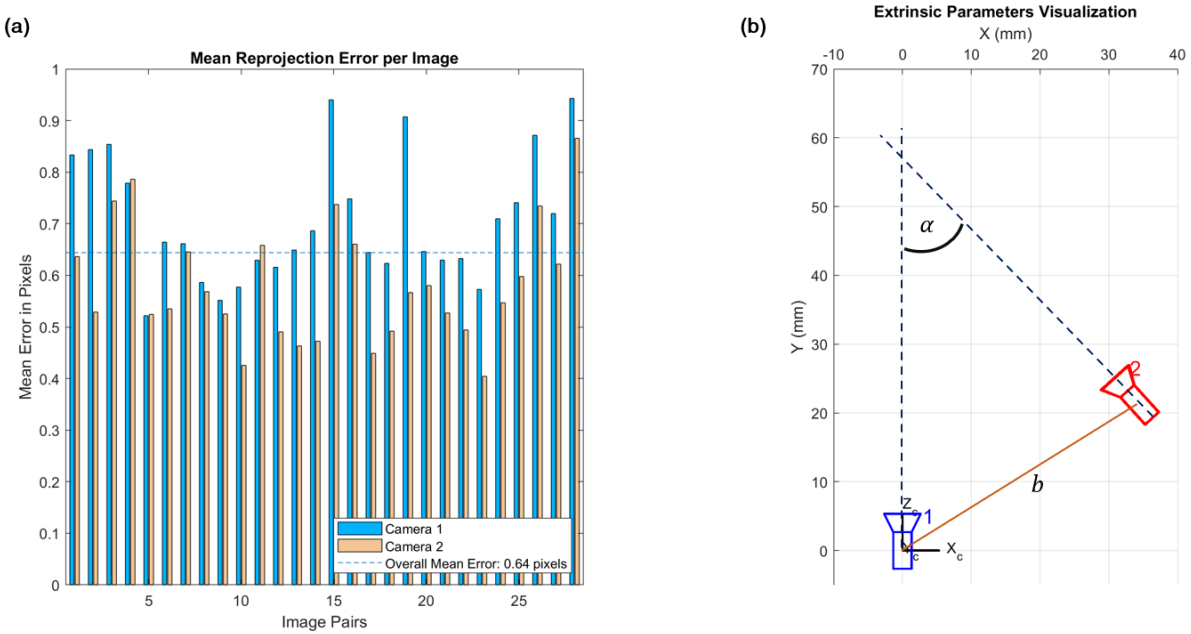 (a)
Mean Reprojection Error per Image
Mean Error in Pixels
1
0.9
0.8
0.7
0.6
0.5
0.4
0.3
0.2
0.1
0
5
10
15
20
25
Image Pairs
Camera 1
Camera 2
Overall Mean Error: 0.64 pixels
(b)
Extrinsic Parameters Visualization
X (mm)
-10
0
10
20
30
40
Y (mm)
70
60
50
40
30
20
10
0
α
2
b
Zc
1
Yc
Xc